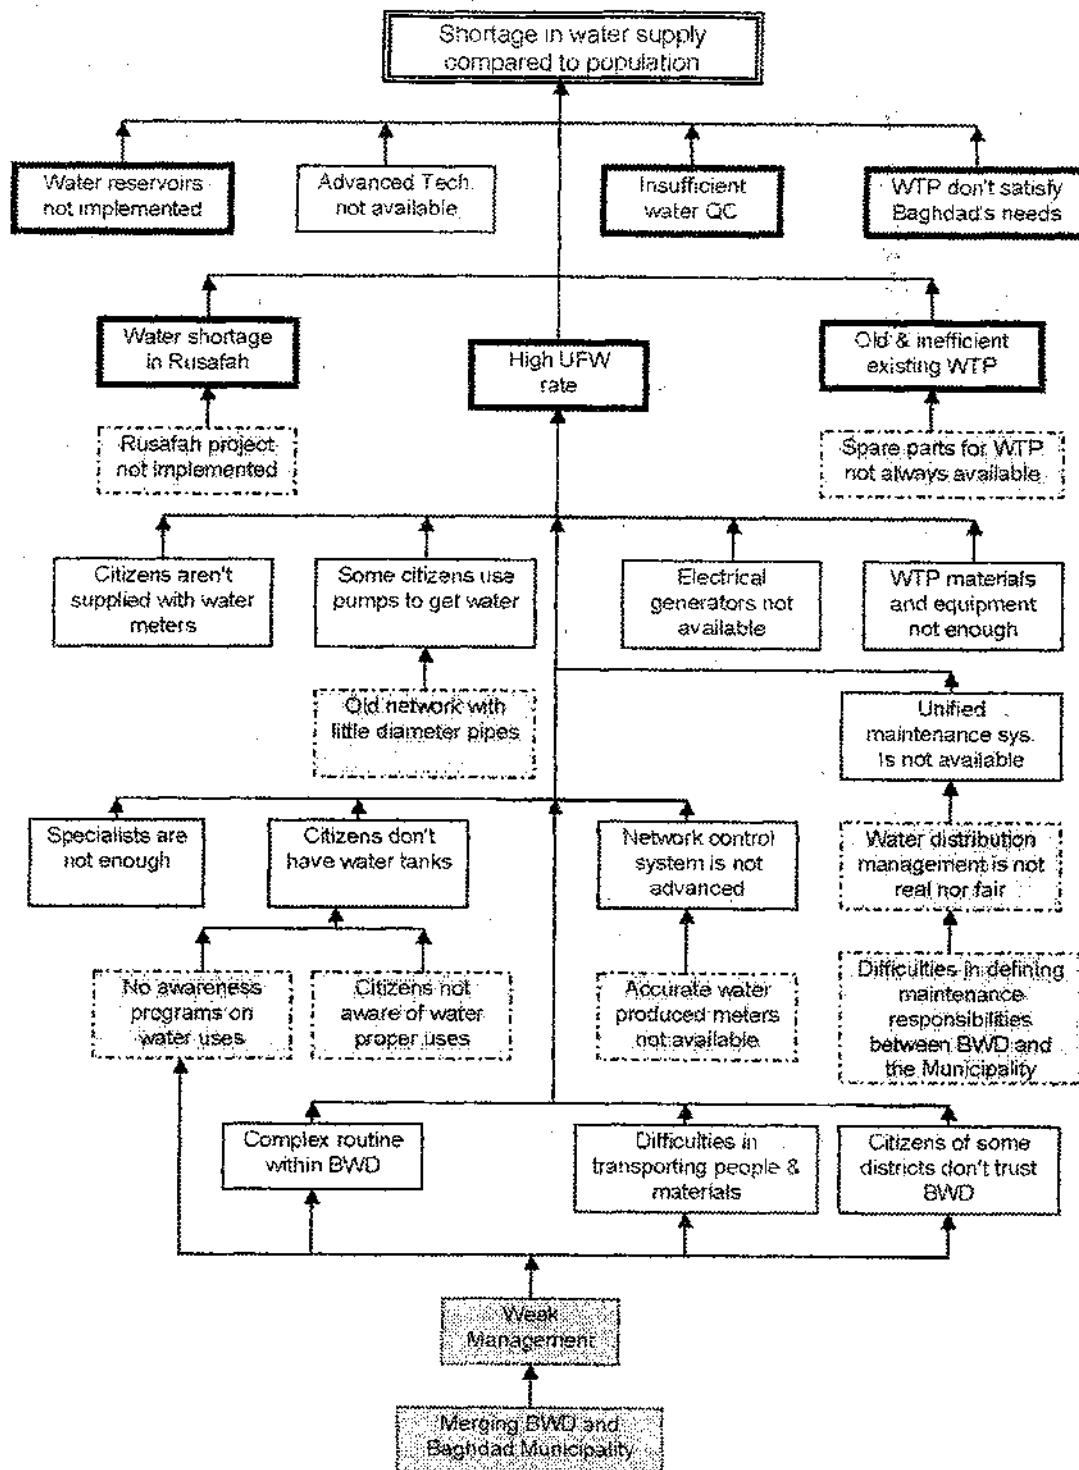 Shortage in water supply
compared to population
Water reservoirs
not implemented
Advanced Tech.
not available
Insufficient
water QC
WTP don't satisfy
Baghdad's needs
Water shortage
in Rusafah
High UFW
rate
Old & inefficient
existing WTP
Rusafah project
not implemented
Spare parts for WTP
not always available
Citizens aren't
supplied with water
meters
Some citizens use
pumps to get water
Electrical
generators not
available
WTP materials
and equipment
not enough
Old network with
little diameter pipes
Unified
maintenance sys.
is not available
Specialists are
not enough
Citizens don't
have water tanks
Network control
system is not
advanced
Water distribution
management is not
real nor fair
No awareness
programs on
water uses
Citizens not
aware of water
proper uses
Accurate water
produced meters
not available
Difficulties in defining
maintenance
responsibilities
between BWD and
the Municipality
Complex routine
within BWD
Difficulties in
transporting people &
materials
Citizens of some
districts don't trust
BWD
Weak
Management
Merging BWD and
Baghdad Municipality